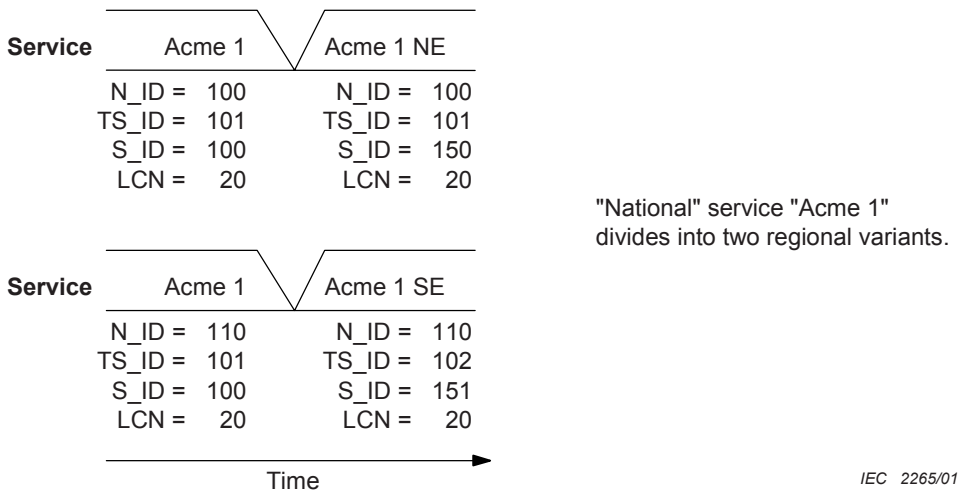 Service Acme 1 Acme 1 NE
N_ID = 100 N_ID = 100
TS_ID = 101 TS_ID = 101
S_ID = 100 S_ID = 150
LCN = 20 LCN = 20
"National" service "Acme 1"
divides into two regional variants.
Service Acme 1 Acme 1 SE
N_ID = 110 N_ID = 110
TS_ID = 101 TS_ID = 102
S_ID = 100 S_ID = 151
LCN = 20 LCN = 20
Time
IEC 2265/01